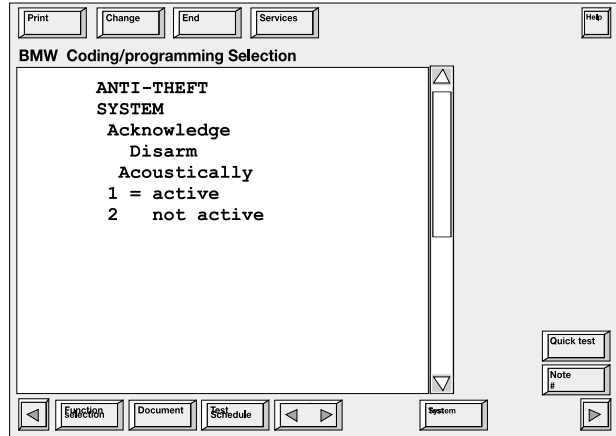 Print Change End Services Help
BMW Coding/programming Selection
ANTI-THEFT
SYSTEM
Acknowledge
Disarm
Acoustically
1 = active
2 not active
Quick test
Note
#
Function
selection
Document
Test
Schedule
System